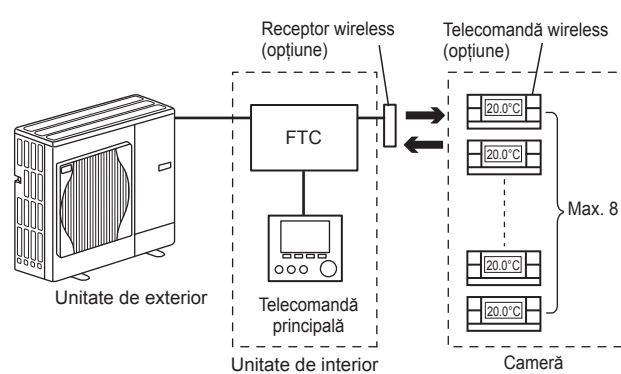 Receptor wireless
(opțiune)
Telecomandă wireless
(opțiune)
FTC
20.0°C
20.0°C
Max. 8
20.0°C
20.0°C
Unitate de exterior
Telecomandă
principală
Unitate de interior
Cameră